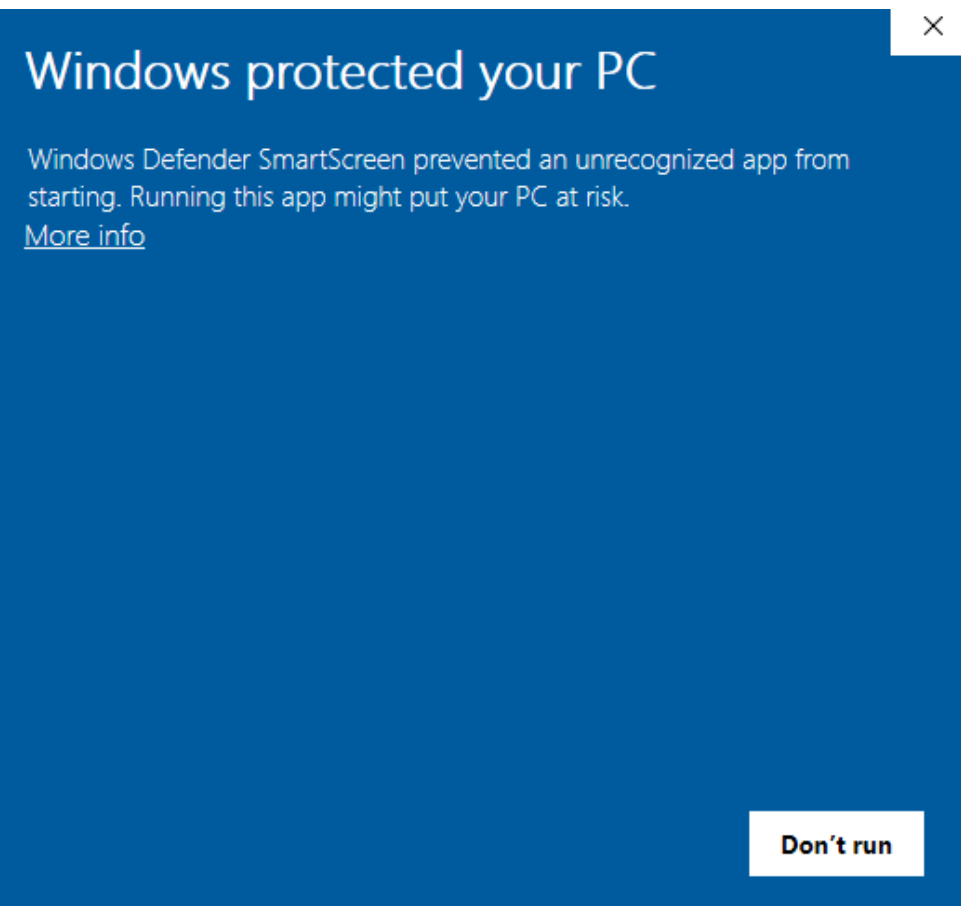 Windows protected your PC
Windows Defender SmartScreen prevented an unrecognized app from
starting. Running this app might put your PC at risk.
More info
Don’t run